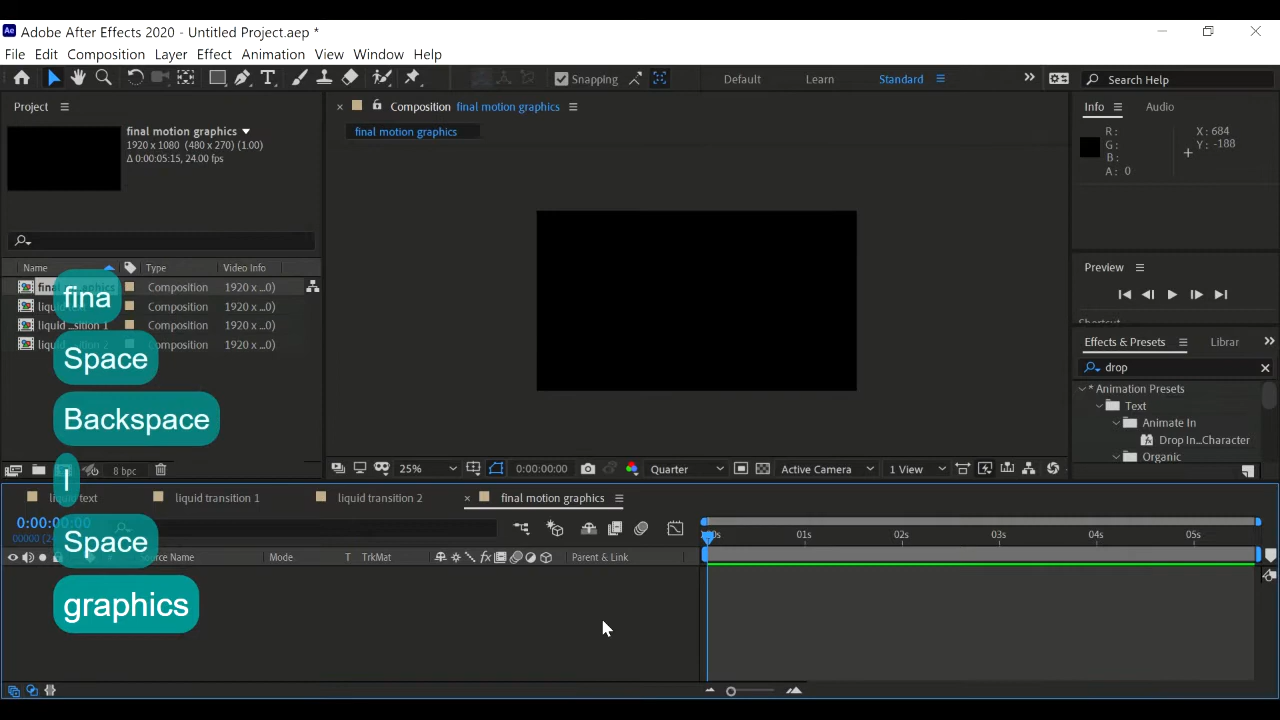 Adobe After Effects 2020 - Untitled Project.aep *
File Edit Composition Layer Effect Animation View Window Help
Snapping
Default Learn Standard
Search Help
Project
Composition final motion graphics
Info Audio
final motion graphics
final motion graphics
1920 x 1080 (480 x 270) (1.00)
Δ 0:00:05:15, 24.00 fps
R:
G:
B:
A: 0
X: 684
Y: -188
Name Type Video Info
Composition 1920 x ...0)
Composition 1920 x ...0)
liquid ...sition 1 Composition 1920 x ...0)
Composition 1920 x ...0)
fina
Space
Backspace
l
Space
graphics
Preview
Effects & Presets Librar
drop
* Animation Presets
Text
Animate In
Drop In...Character
Organic
8 bpc
25% 0:00:00:00 Quarter Active Camera 1 View
liquid text liquid transition 1 liquid transition 2 final motion graphics
0:00:00:00
Source Name Mode T TrkMat Parent & Link
01s 02s 03s 04s 05s